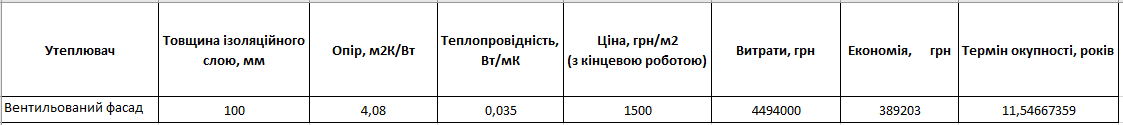 Утеплювач Товщина ізоляційного шлою, мм Опір, м2К/Вт Теплопровідність, Вт/мК Ціна, грн/м2 (з кінцевою роботою) Витрати, грн Економія, грн Термін окупності, років
Вентильований фасад 100 4,08 0,035 1500 4494000 389203 11,54667359